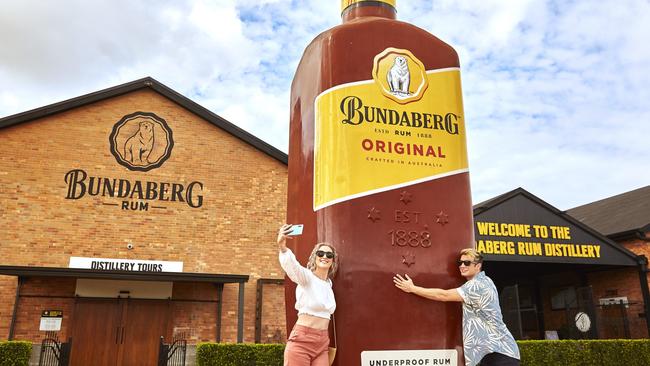 BUNDABERG
RUM
DISTILLERY TOURS
BUNDABERG
ESTD RUM 1888
ORIGINAL
CRAFTED IN AUSTRALIA
EST
1888
UNDERPROOF RUM
WELCOME TO THE
BUNDABERG RUM DISTILLERY